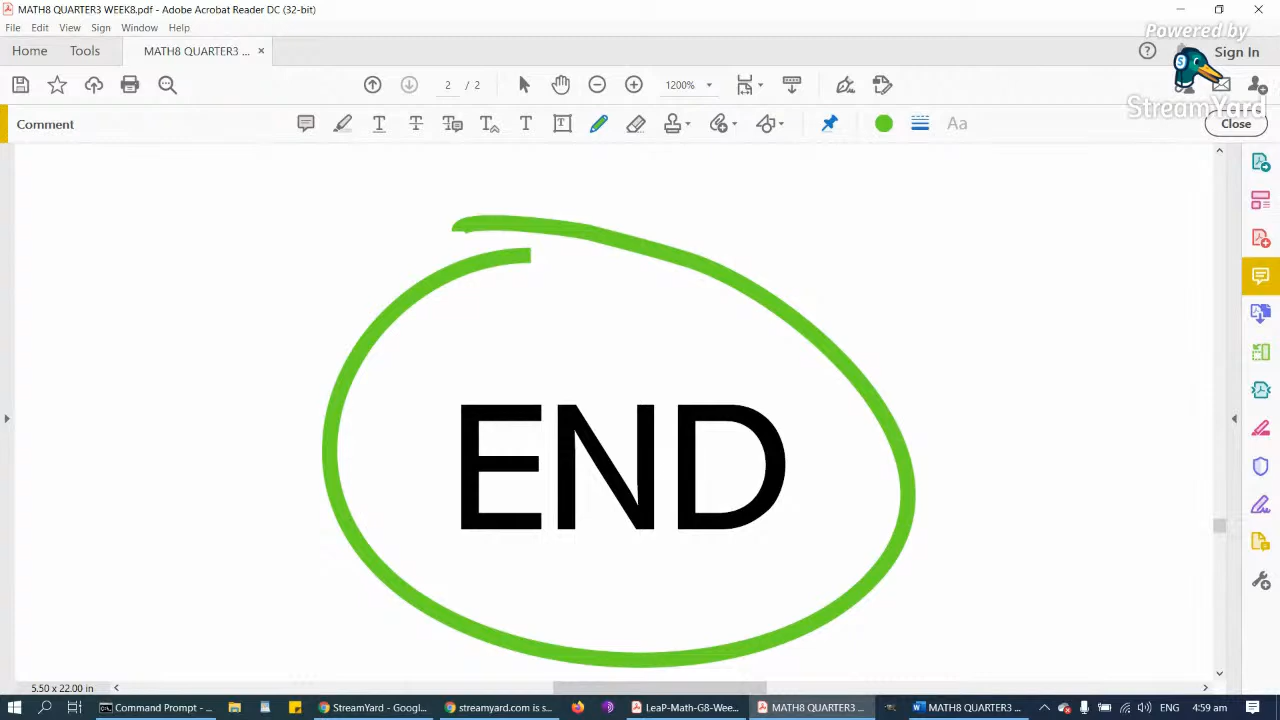 MATH8 QUARTER3 WEEK8.pdf - Adobe Acrobat Reader DC (32-bit)
Powered by
File Edit View Sign Window Help
Home Tools MATH8 QUARTER3 ... × Sign In
2 / 2 1200%
StreamYard
Comment Aa Close
END
5.50 x 22.00 in
Command Prompt - ... StreamYard - Googl... streamyard.com is s... LeaP-Math-G8-Wee... MATH8 QUARTER3 ... MATH8 QUARTER3 ... ENG 4:59 am